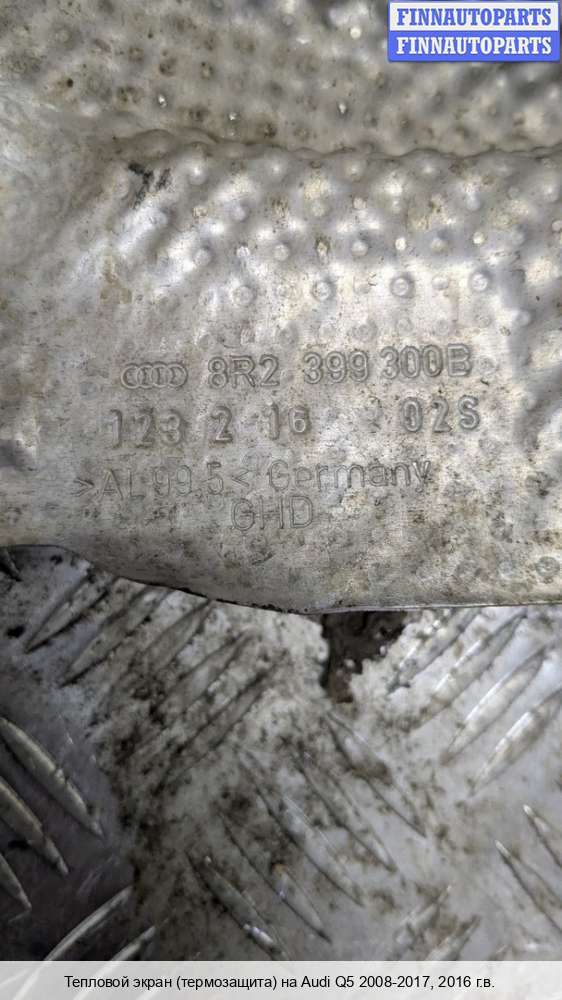 FINNAUTOPARTS
FINNAUTOPARTS
8R2 399 300B
123 2 16 02S
>AL 99.5< Germany
GHD
Тепловой экран (термозащита) на Audi Q5 2008-2017, 2016 г.в.